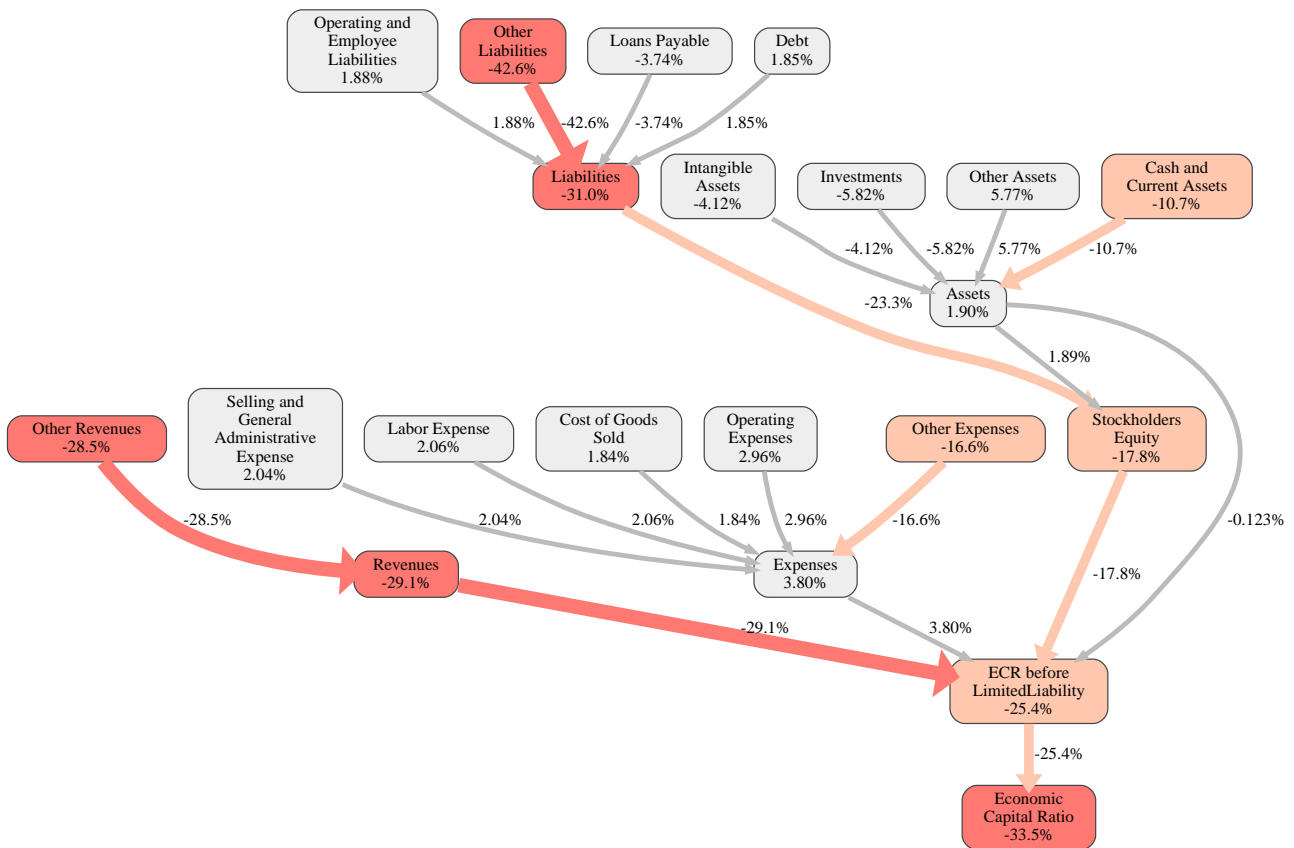 Operating and
Employee
Liabilities
1.88%
Other
Liabilities
-42.6%
Loans Payable
-3.74%
Debt
1.85%
1.88%
-42.6%
-3.74%
1.85%
Liabilities
-31.0%
Intangible
Assets
-4.12%
Investments
-5.82%
Other Assets
5.77%
Cash and
Current Assets
-10.7%
-4.12%
-5.82%
5.77%
-10.7%
-23.3%
Assets
1.90%
1.89%
Other Revenues
-28.5%
Selling and
General
Administrative
Expense
2.04%
Labor Expense
2.06%
Cost of Goods
Sold
1.84%
Operating
Expenses
2.96%
Other Expenses
-16.6%
Stockholders
Equity
-17.8%
-28.5%
2.04%
2.06%
1.84%
2.96%
-16.6%
-0.123%
Revenues
-29.1%
Expenses
3.80%
-17.8%
-29.1%
3.80%
ECR before
LimitedLiability
-25.4%
-25.4%
Economic
Capital Ratio
-33.5%